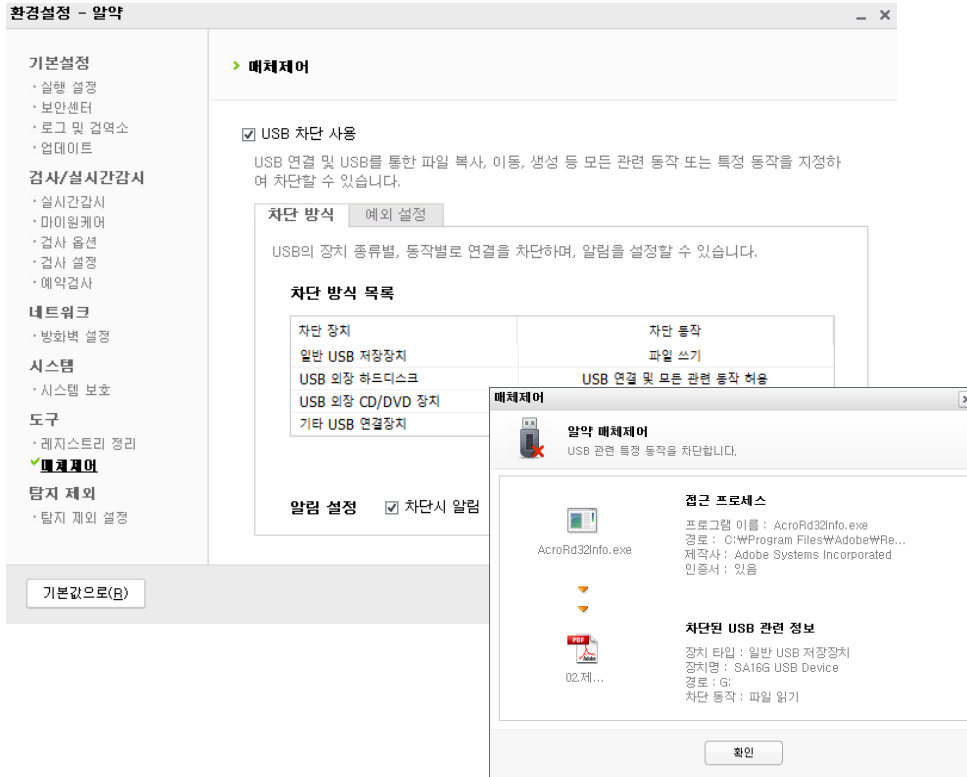 환경설정 - 알약
기본설정
· 실행 설정
· 보안센터
· 로그 및 검역소
· 업데이트
검사/실시간감시
· 실시간감시
· 마이원케어
· 검사 옵션
· 검사 설정
· 예약검사
네트워크
· 방화벽 설정
시스템
· 시스템 보호
도구
· 레지스트리 정리
매체제어
탐지 제외
· 탐지 제외 설정
기본값으로(R)
매체제어
USB 차단 사용
USB 연결 및 USB를 통한 파일 복사, 이동, 생성 등 모든 관련 동작 또는 특정 동작을 지정하
여 차단할 수 있습니다.
차단 방식 예외 설정
USB의 장치 종류별, 동작별로 연결을 차단하며, 알림을 설정할 수 있습니다.
차단 방식 목록
차단 장치 차단 동작
일반 USB 저장장치 파일 쓰기
USB 외장 하드디스크 USB 연결 및 모든 관련 동작 허용
USB 외장 CD/DVD 장치
기타 USB 연결장치
알림 설정 차단시 알림
매체제어
알약 매체제어
USB 관련 특정 동작을 차단합니다.
AcroRd32Info.exe
접근 프로세스
프로그램 이름 : AcroRd32Info.exe
경로 : C:₩Program Files₩Adobe₩Re...
제작사 : Adobe Systems Incorporated
인증서 : 있음
PDF
Adobe
02.제...
차단된 USB 관련 정보
장치 타입 : 일반 USB 저장장치
장치명 : SA16G USB Device
경로 : G:
차단 동작 : 파일 읽기
확인